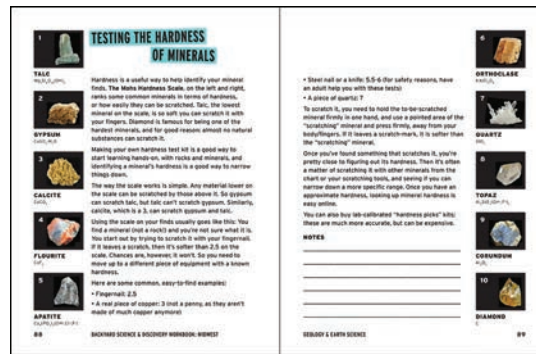 TESTING THE HARDNESS
OF MINERALS
1
TALC
2
GYPSUM
3
CALCITE
CaCO₃
4
FLOURITE
CaF₂
5
APATITE
Hardness is a useful way to help identify your mineral
finds. The Mohs Hardness Scale, on the left and right,
ranks some common minerals in terms of hardness,
or how easily they can be scratched. Talc, the lowest
mineral on the scale, is so soft you can scratch it with
your fingers. Diamond is famous for being one of the
hardest minerals, and for good reason: almost no natural
substances can scratch it.
Making your own hardness test kit is a good way to
start learning hands-on, with rocks and minerals, and
identifying a mineral's hardness is a good way to narrow
things down.
The way the scale works is simple. Any material lower on
the scale can be scratched by those above it. So gypsum
can scratch talc, but talc can't scratch gypsum. Similarly,
calcite, which is a 3, can scratch gypsum and talc.
Using the scale on your finds usually goes like this: You
find a mineral (not a rock!) and you're not sure what it is.
You start out by trying to scratch it with your fingernail.
If it leaves a scratch, then it's softer than 2.5 on the
scale. Chances are, however, it won't. So you need to
move up to a different piece of equipment with a known
hardness.
Here are some common, easy-to-find examples:
• Fingernail: 2.5
• A real piece of copper: 3 (not a penny, as they aren't
made of much copper anymore)
88 BACKYARD SCIENCE & DISCOVERY WORKBOOK: MIDWEST
• Steel nail or a knife: 5.5-6 (for safety reasons, have
an adult help you with these tests)
• A piece of quartz: 7
To scratch it, you need to hold the to-be-scratched
mineral firmly in one hand, and use a pointed area of the
"scratching" mineral and press firmly, away from your
body/fingers. If it leaves a scratch-mark, it is softer than
the "scratching" mineral.
Once you've found something that scratches it, you're
pretty close to figuring out its hardness. Then it's often
a matter of scratching it with other minerals from the
chart or your scratching tools, and seeing if you can
narrow down a more specific range. Once you have an
approximate hardness, looking up mineral hardness is
easy online.
You can also buy lab-calibrated "hardness picks" kits;
these are much more accurate, but can be expensive.
NOTES
6
ORTHOCLASE
7
QUARTZ
SiO₂
8
TOPAZ
9
CORUNDUM
Al₂O₃
10
DIAMOND
C
GEOLOGY & EARTH SCIENCE 89